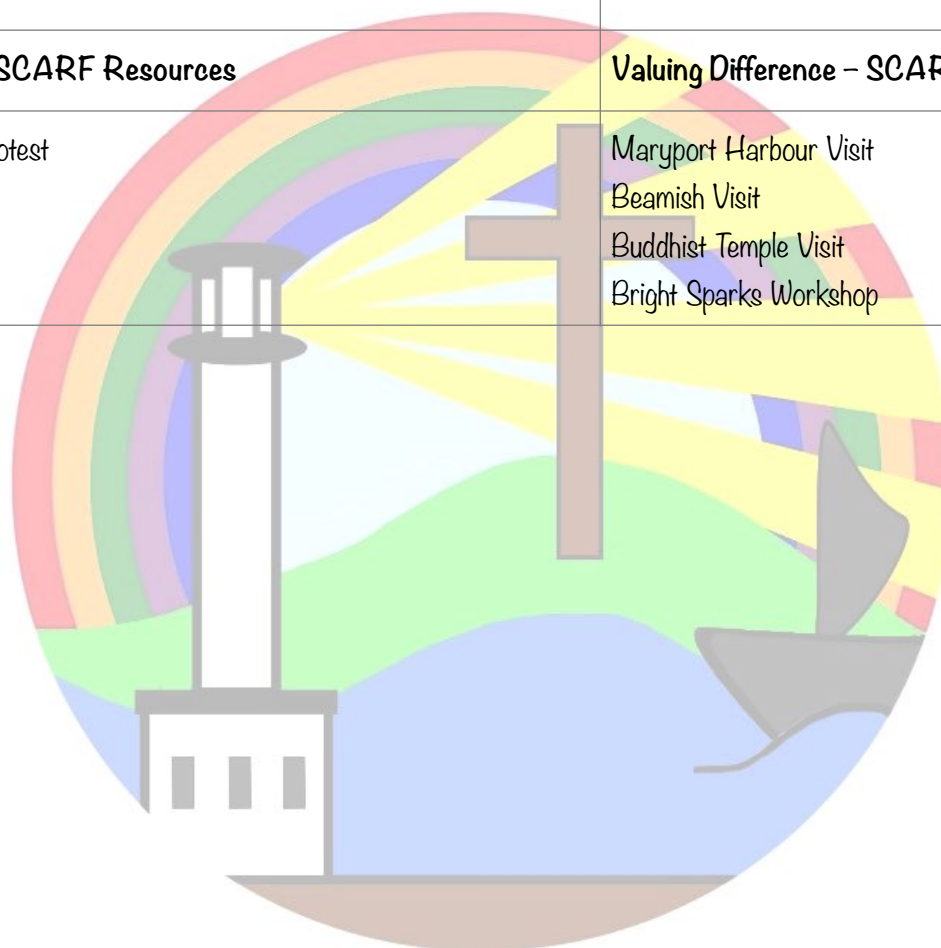 SCARF Resources
Valuing Difference – SCAR
otest
Maryport Harbour Visit
Beamish Visit
Buddhist Temple Visit
Bright Sparks Workshop